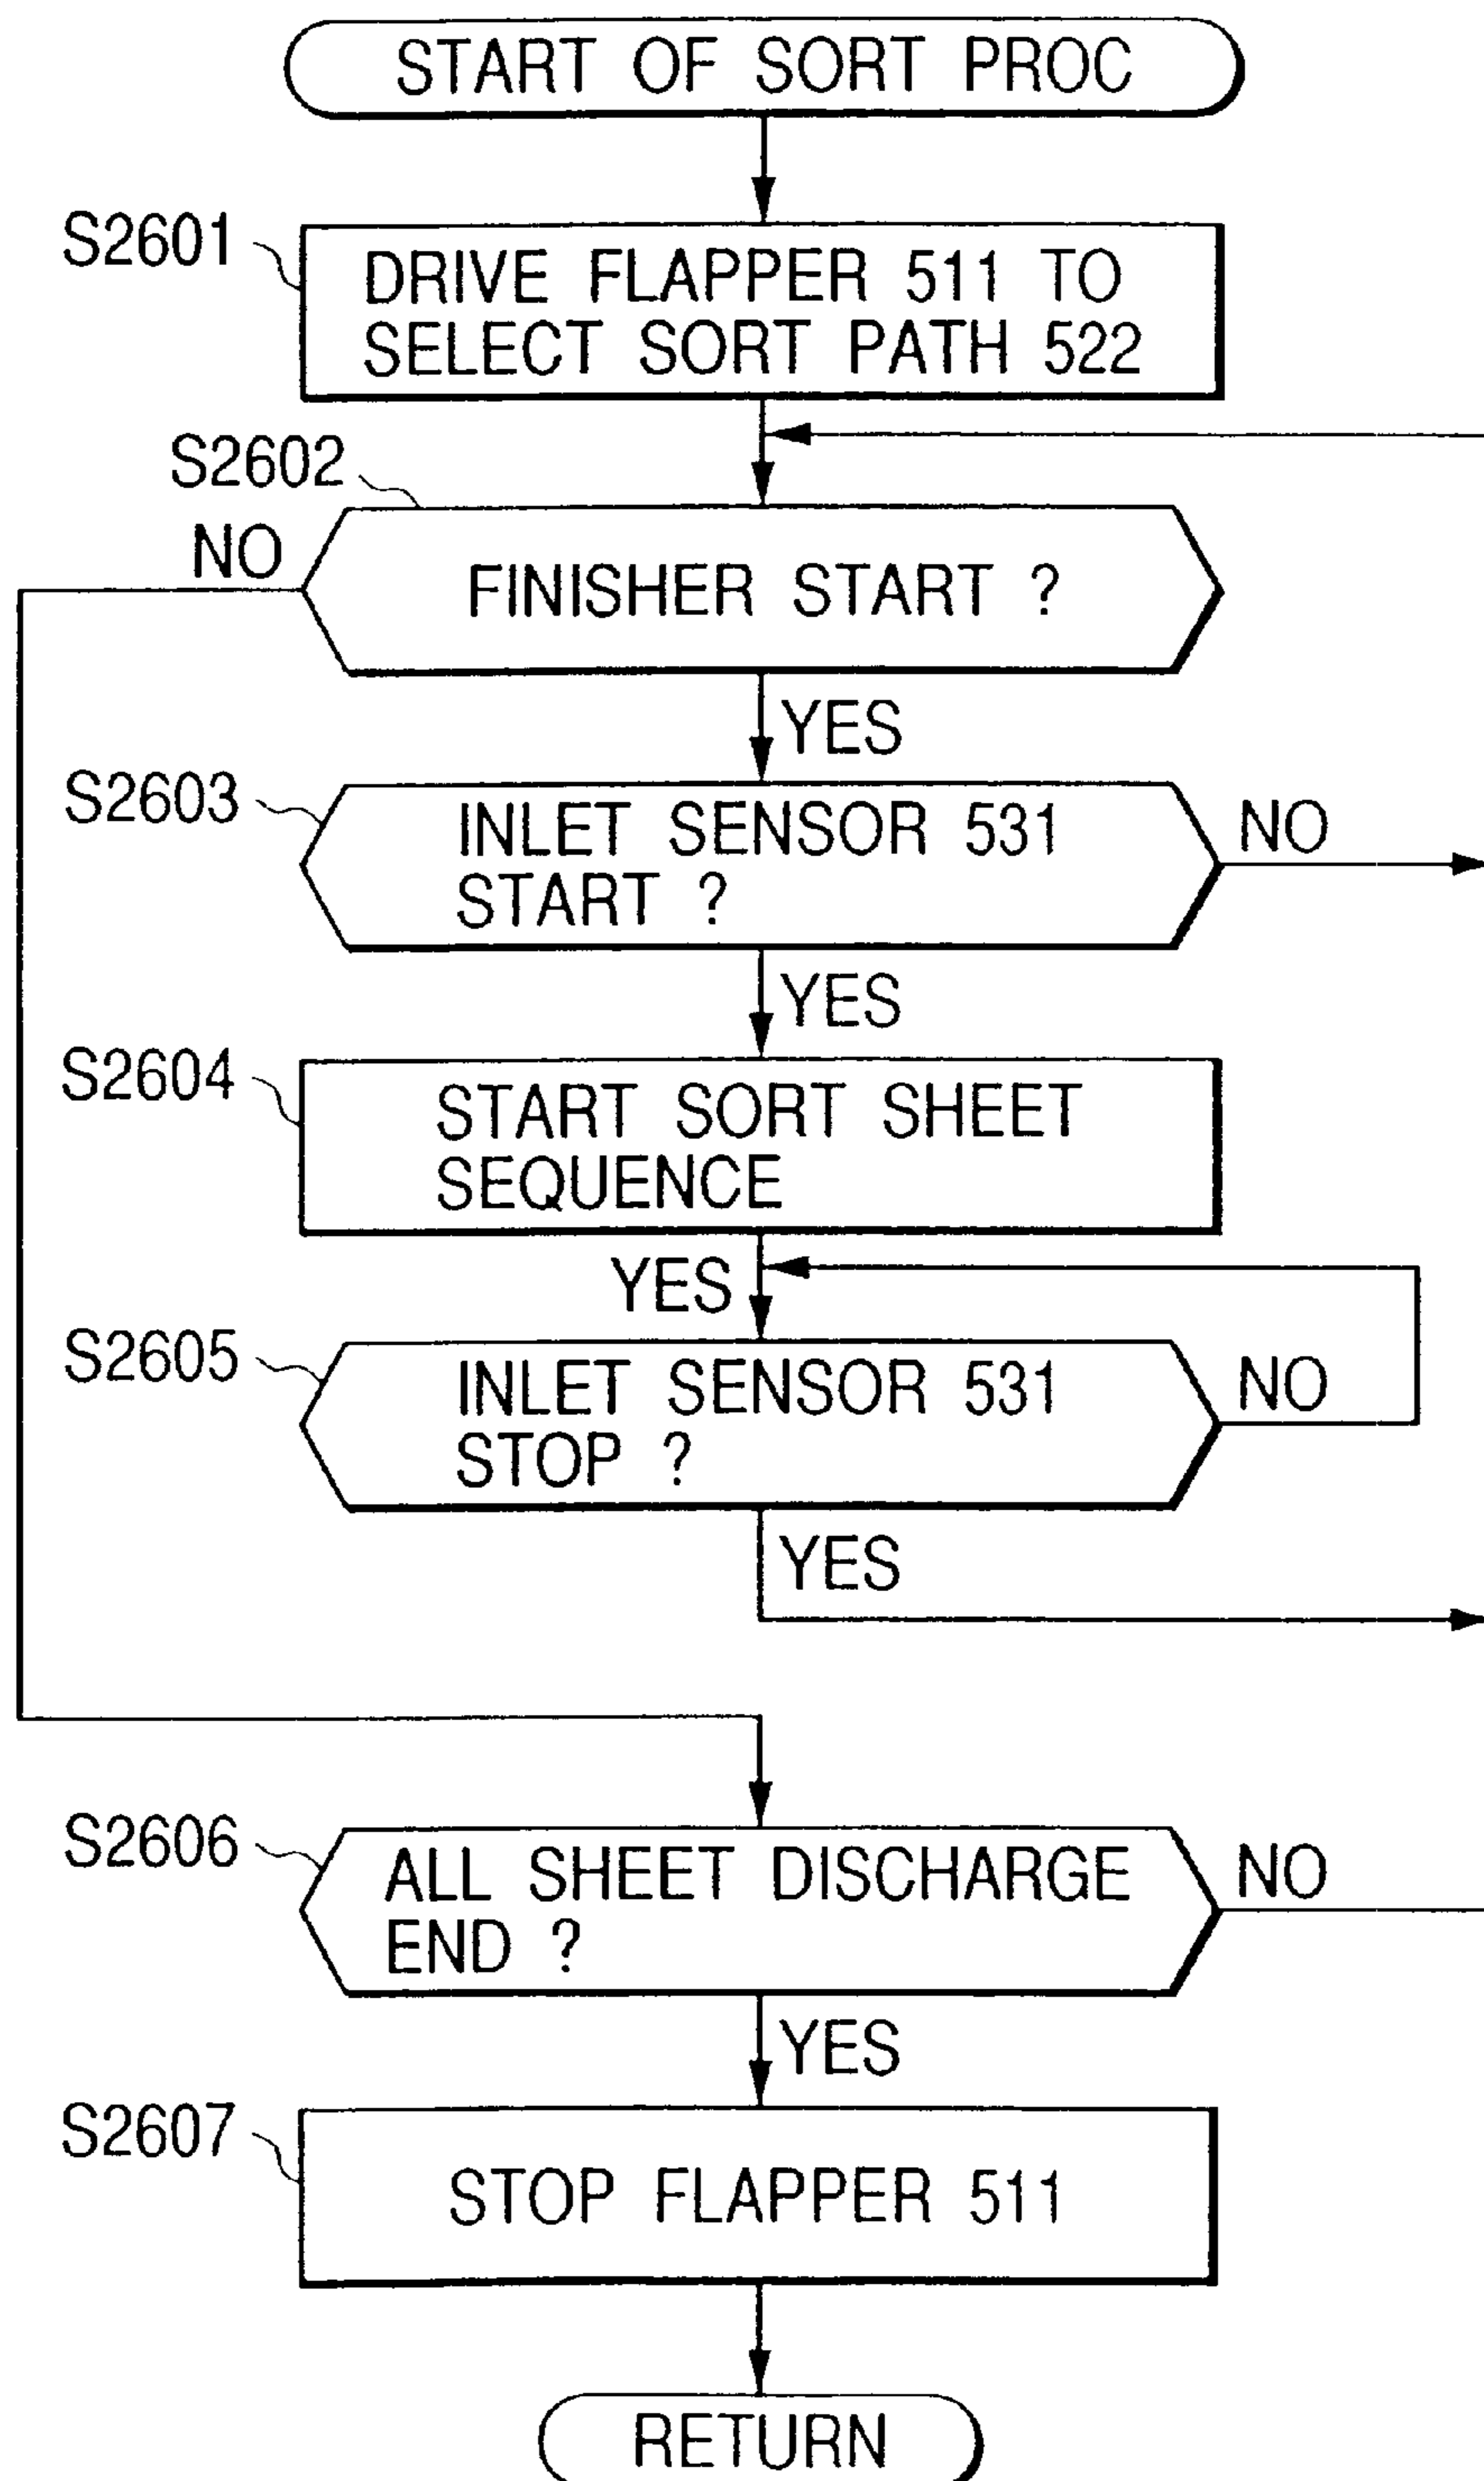 START OF SORT PROC
S2601
DRIVE FLAPPER 511 TO
SELECT SORT PATH 522
S2602
NO
FINISHER START ?
YES
S2603
INLET SENSOR 531
START ?
NO
YES
S2604
START SORT SHEET
SEQUENCE
YES
S2605
INLET SENSOR 531
STOP ?
NO
YES
S2606
ALL SHEET DISCHARGE
END ?
NO
YES
S2607
STOP FLAPPER 511
RETURN